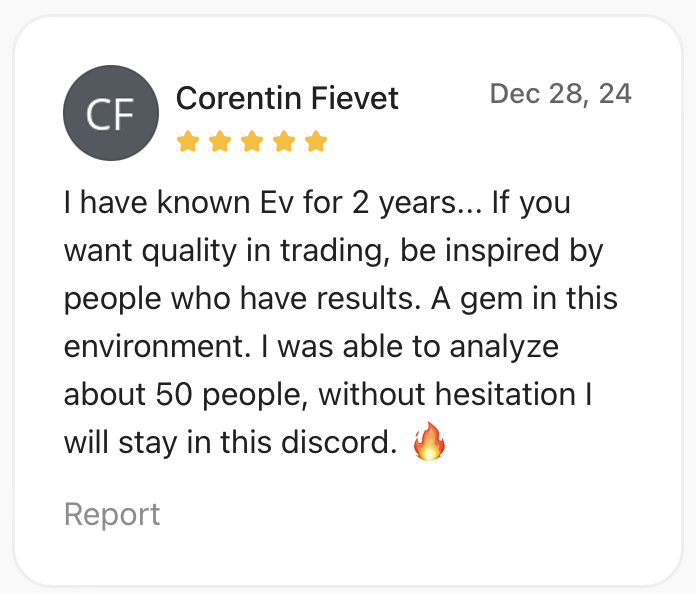 CF
Corentin Fievet
Dec 28, 24
I have known Ev for 2 years... If you
want quality in trading, be inspired by
people who have results. A gem in this
environment. I was able to analyze
about 50 people, without hesitation I
will stay in this discord. 🔥
Report